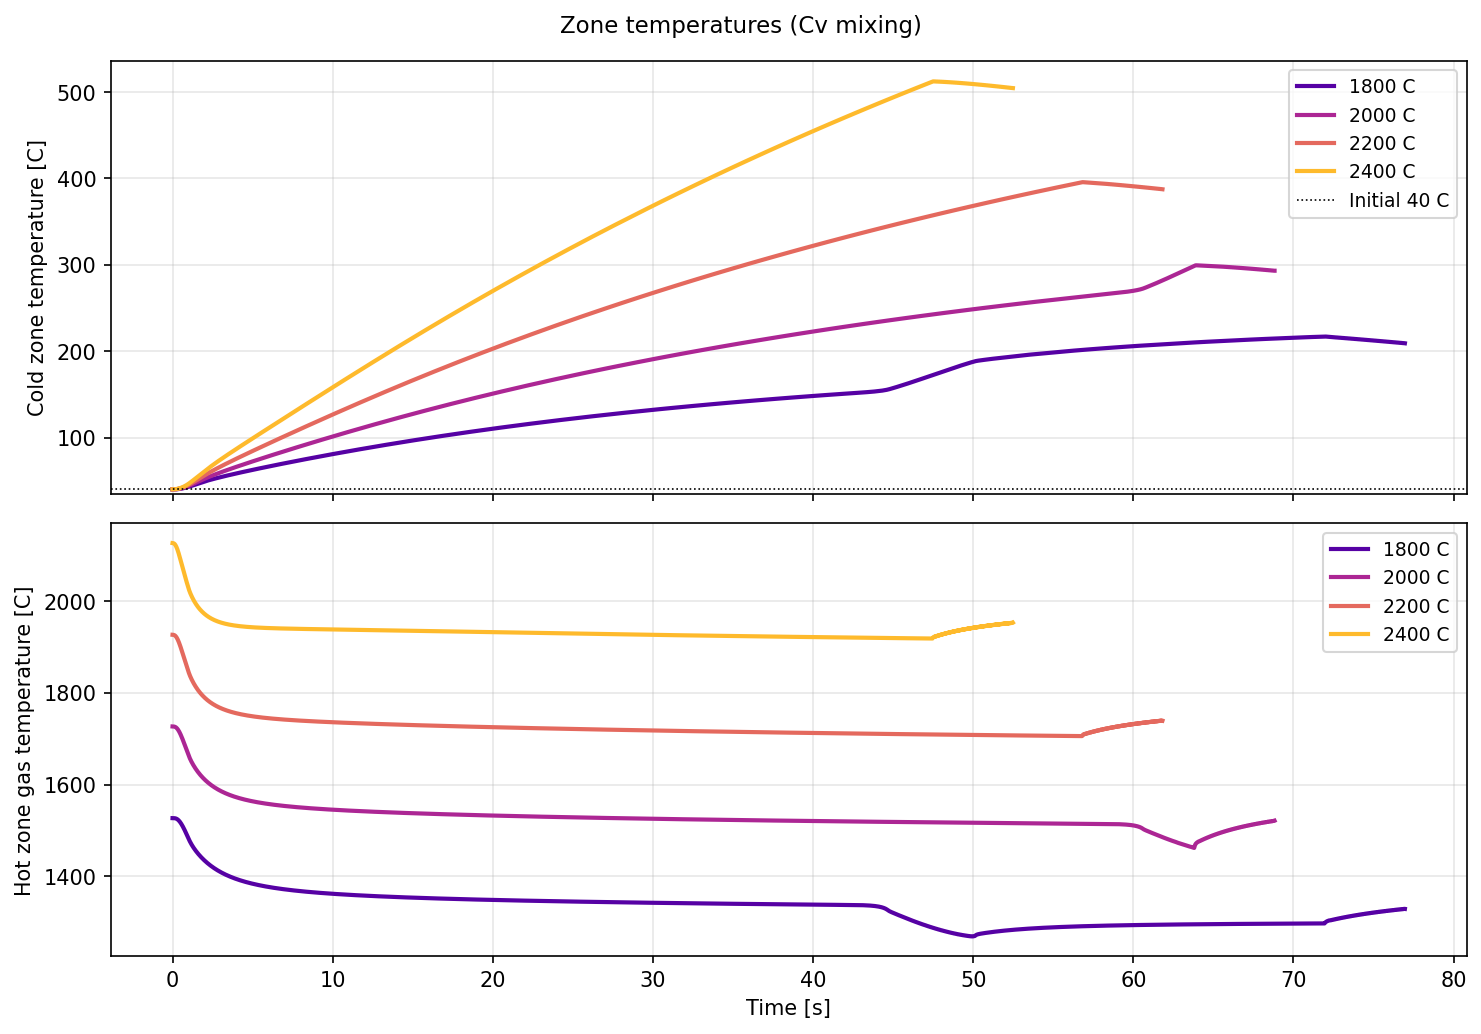 Zone temperatures (Cv mixing)
Cold zone temperature [C]
500
400
300
200
100
1800 C
2000 C
2200 C
2400 C
Initial 40 C
Hot zone gas temperature [C]
2000
1800
1600
1400
1800 C
2000 C
2200 C
2400 C
0
10
20
30
40
50
60
70
80
Time [s]